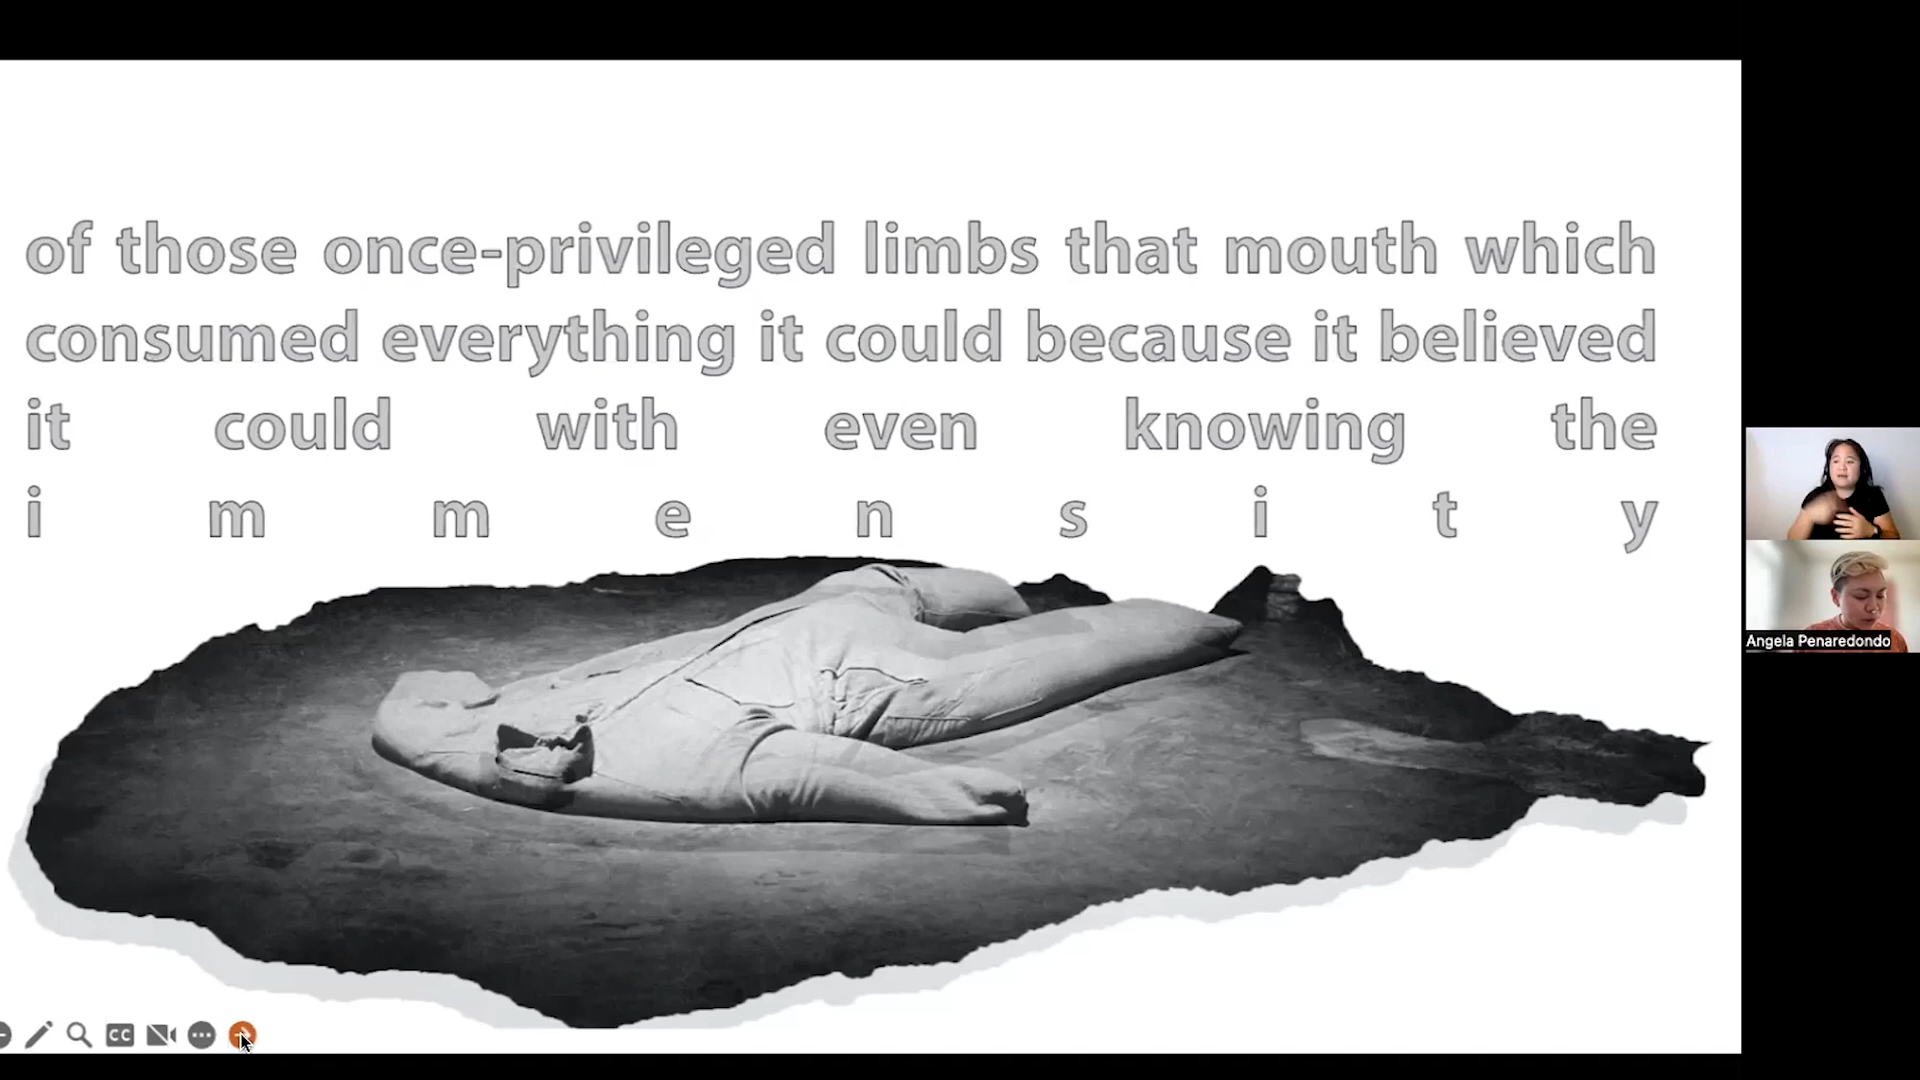 of those once-privileged limbs that mouth which
consumed everything it could because it believed
it could with even knowing the
i m m e n s i t y
Angela Penaredondo
CC